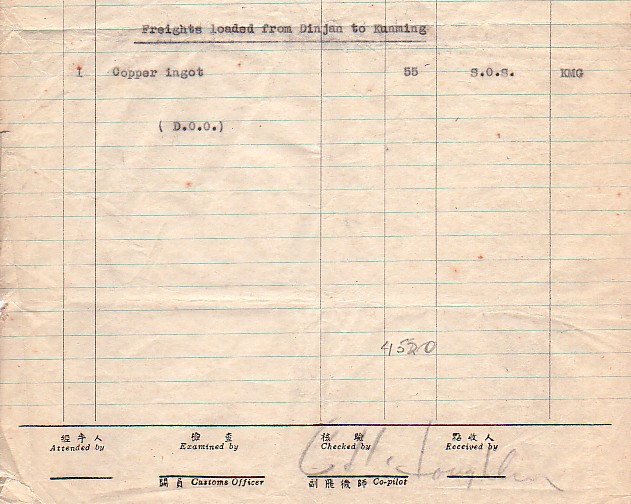 Freights loaded from Dinjan to Kunming
1 Copper ingot 55 S.O.S. KMG
( D.O.O.)
4520
經手人 檢查 核驗 點收人
Attended by Examined by Checked by Received by
關員 Customs Officer 副飛機師 Co-pilot